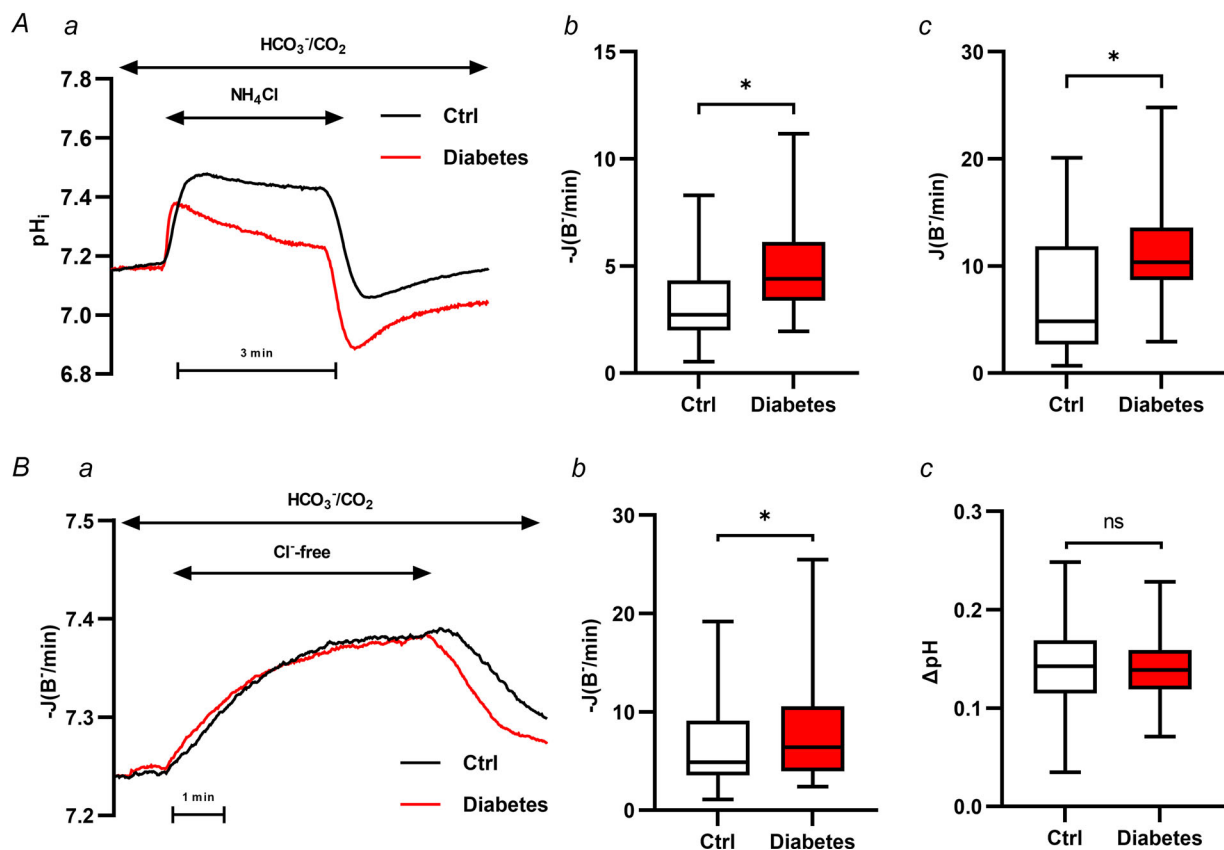 A a
HCO₃⁻/CO₂
NH₄Cl
Ctrl
Diabetes
pHᵢ
7.8
7.6
7.4
7.2
7.0
6.8
3 min
b
*
-J(B⁻/min)
15
10
5
0
Ctrl Diabetes
c
*
J(B⁻/min)
30
20
10
0
Ctrl Diabetes
B a
HCO₃⁻/CO₂
Cl⁻-free
-J(B⁻/min)
7.5
7.4
7.3
7.2
Ctrl
Diabetes
1 min
b
*
-J(B⁻/min)
30
20
10
0
Ctrl Diabetes
c
ns
ΔpH
0.3
0.2
0.1
0.0
Ctrl Diabetes